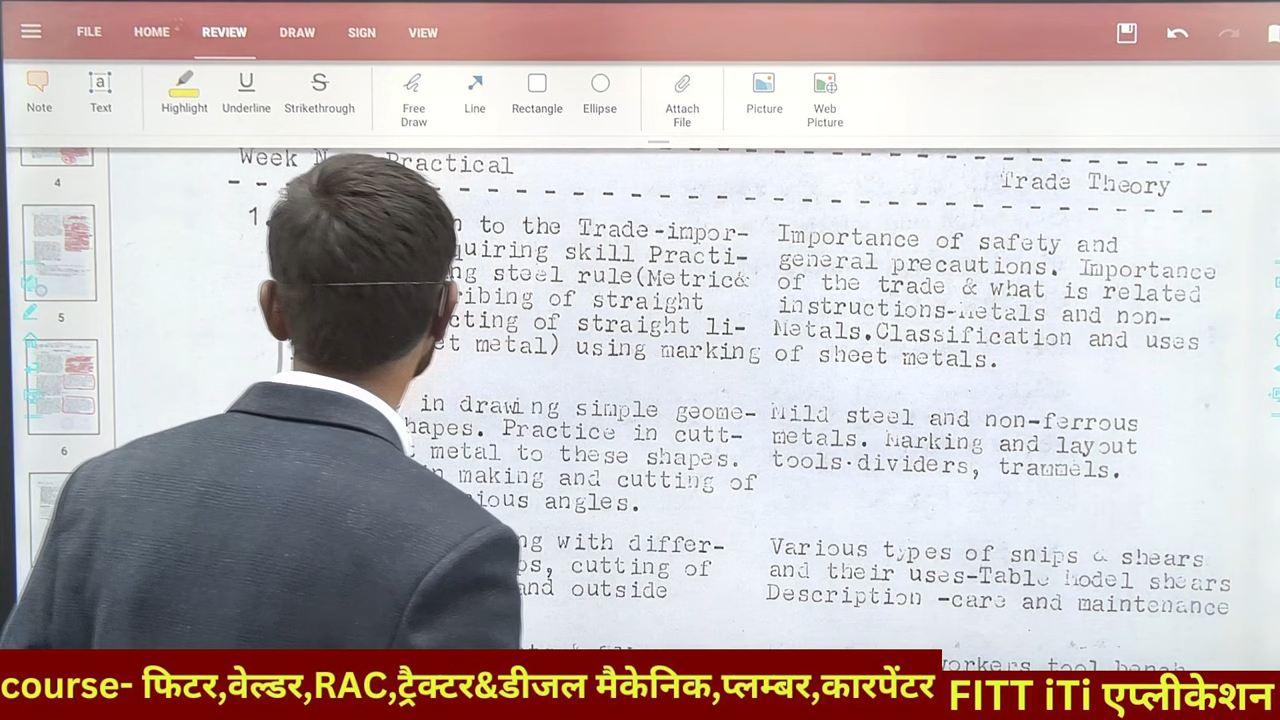 FILE HOME REVIEW DRAW SIGN VIEW
Note Text Highlight Underline Strikethrough Free Draw Line Rectangle Ellipse Attach File Picture Web Picture
4
5
6
Week Practical
Trade Theory
1.
to the Trade-impor-
quiring skill Practi-
ng steel rule(Metric&
ibing of straight
cting of straight li-
et metal) using marking
Importance of safety and
general precautions. Importance
of the trade & what is related
instructions-Metals and non-
Metals.Classification and uses
of sheet metals.
in drawing simple geome-
hapes. Practice in cutt-
metal to these shapes.
n making and cutting of
ious angles.
Mild steel and non-ferrous
metals. Marking and layout
tools.dividers, trammels.
ng with differ-
ps, cutting of
and outside
Various types of snips & shears
and their uses-Table Model shears
Description -care and maintenance
workers tool bench
course- फिटर,वेल्डर,RAC,ट्रैक्टर&डीजल मैकेनिक,प्लम्बर,कारपेंटर
FITT iTi एप्लीकेशन